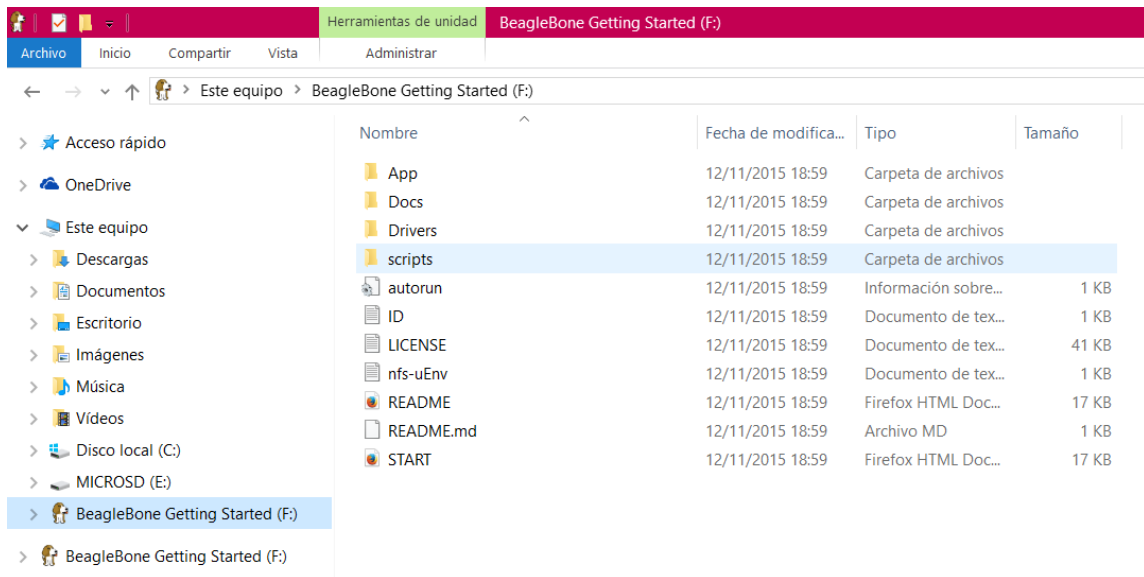 Herramientas de unidad BeagleBone Getting Started (F:)
Archivo Inicio Compartir Vista Administrar
Este equipo > BeagleBone Getting Started (F:)
Acceso rápido
OneDrive
Este equipo
Descargas
Documentos
Escritorio
Imágenes
Música
Vídeos
Disco local (C:)
MICROSD (E:)
BeagleBone Getting Started (F:)
BeagleBone Getting Started (F:)
Nombre Fecha de modifica... Tipo Tamaño
App 12/11/2015 18:59 Carpeta de archivos
Docs 12/11/2015 18:59 Carpeta de archivos
Drivers 12/11/2015 18:59 Carpeta de archivos
scripts 12/11/2015 18:59 Carpeta de archivos
autorun 12/11/2015 18:59 Información sobre... 1 KB
ID 12/11/2015 18:59 Documento de tex... 1 KB
LICENSE 12/11/2015 18:59 Documento de tex... 41 KB
nfs-uEnv 12/11/2015 18:59 Documento de tex... 1 KB
README 12/11/2015 18:59 Firefox HTML Doc... 17 KB
README.md 12/11/2015 18:59 Archivo MD 1 KB
START 12/11/2015 18:59 Firefox HTML Doc... 17 KB